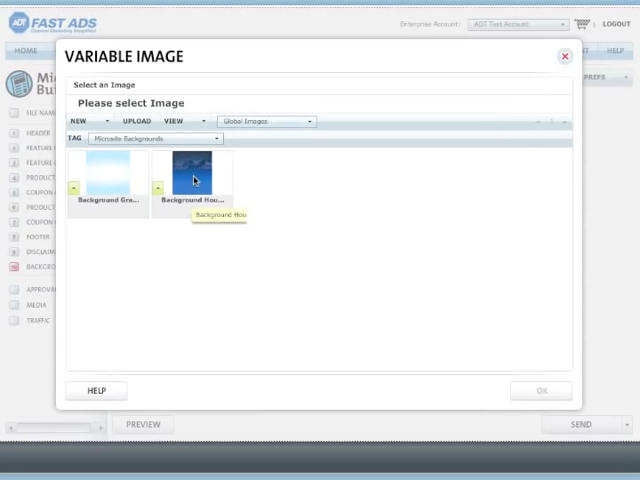 ADT
FAST ADS
Channel Marketing Simplified
Enterprise Account:
ADT Test Account:
LOGOUT
HOME
HELP
PREFS
VARIABLE IMAGE
Select an Image
Please select Image
NEW
UPLOAD
VIEW
Global Images
TAG
Microsite Backgrounds
Background Gra...
Background Hou...
Background Hou
FILE NAM
HEADER
FEATURE
FEATURE
PRODUCT
COUPON
PRODUCT
COUPON
FOOTER
DISCLAIM
BACKGRO
APPROVA
MEDIA
TRAFFIC
HELP
OK
PREVIEW
SEND